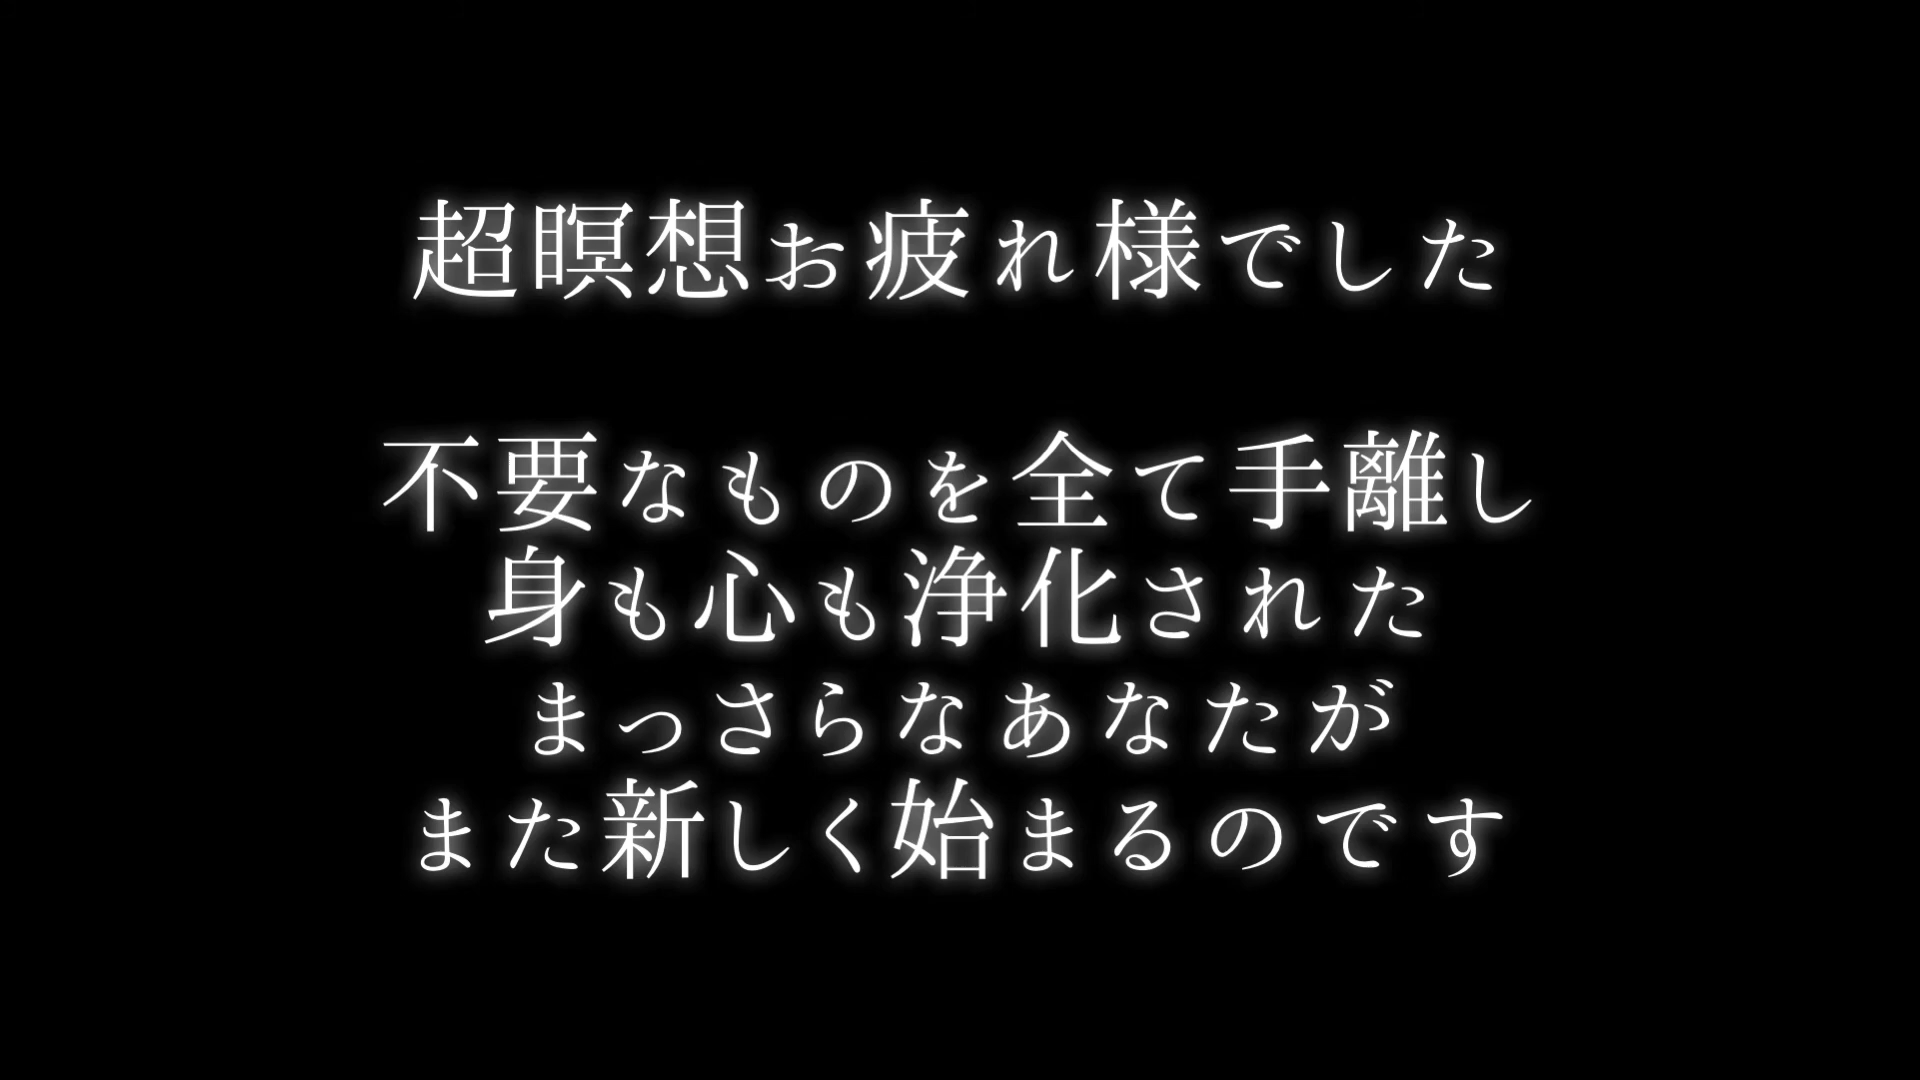 超瞑想お疲れ様でした
不要なものを全て手離し
身も心も浄化された
まっさらなあなたが
また新しく始まるのです